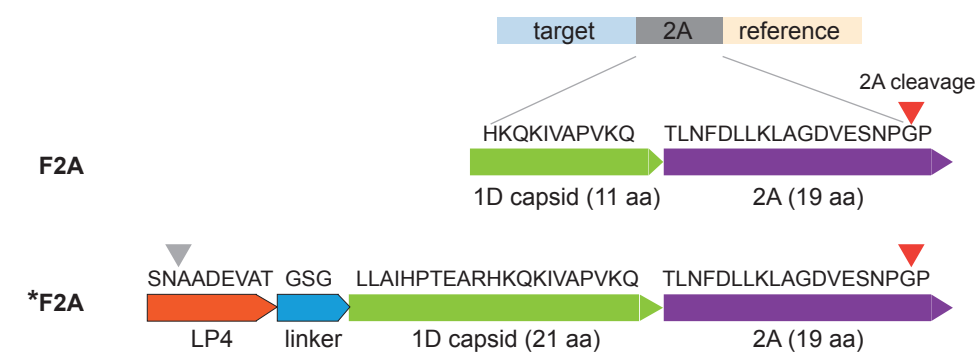 target 2A reference
2A cleavage
HKQKIVAPVKQ TLNFDLLKLAGDVESNPGP
F2A
1D capsid (11 aa) 2A (19 aa)
SNAADEVAT GSG LLAIHPTEARHKQKIVAPVKQ TLNFDLLKLAGDVESNPGP
*F2A
LP4 linker 1D capsid (21 aa) 2A (19 aa)